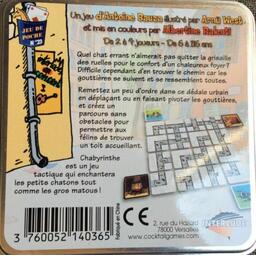 Un jeu d'Antoine Bauza illustré par Avril West
et mis en couleurs par Albertine Ralenti
De 2 à 4 joueurs - De 6 à 116 ans
JEU DE
POCHE
N°23
Quel chat errant n'aimerait pas quitter la grisaille
des ruelles pour le confort d'un chaleureux foyer ?
Difficile cependant d'en trouver le chemin car les
gouttières se suivent et se ressemblent toutes.
Remettez un peu d'ordre dans ce dédale urbain
en déplaçant ou en faisant pivoter les gouttières,
et créez un
parcours sans
obstacles pour
permettre aux
félins de trouver
un toit accueillant.
Chabyrinthe
est un jeu
tactique qui enchantera
les petits chatons tout
comme les gros matous !
3 760052 140365
Fabriqué en Chine
2, rue du Hazard
78000 Versailles
www.cocktailgames.com
INTERLUDE